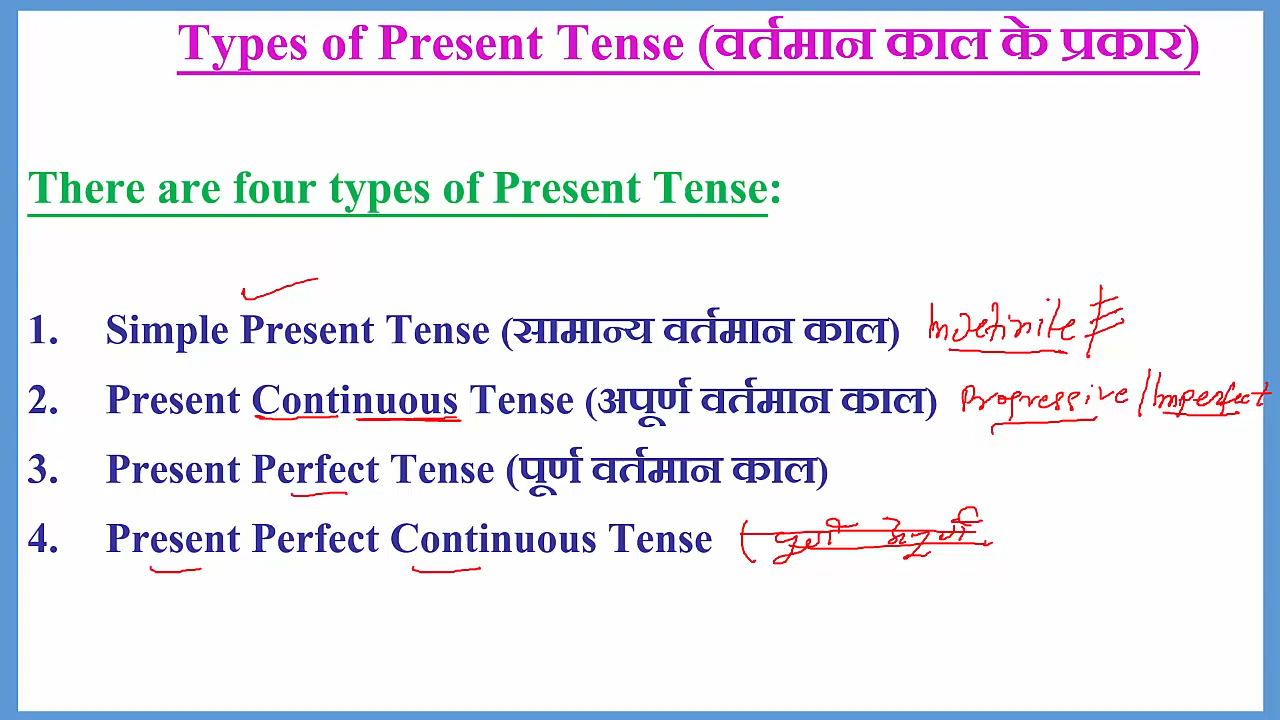 Types of Present Tense (वर्तमान काल के प्रकार)
There are four types of Present Tense:
1. Simple Present Tense (सामान्य वर्तमान काल) Indefinite
2. Present Continuous Tense (अपूर्ण वर्तमान काल) Progressive/Imperfect
3. Present Perfect Tense (पूर्ण वर्तमान काल)
4. Present Perfect Continuous Tense